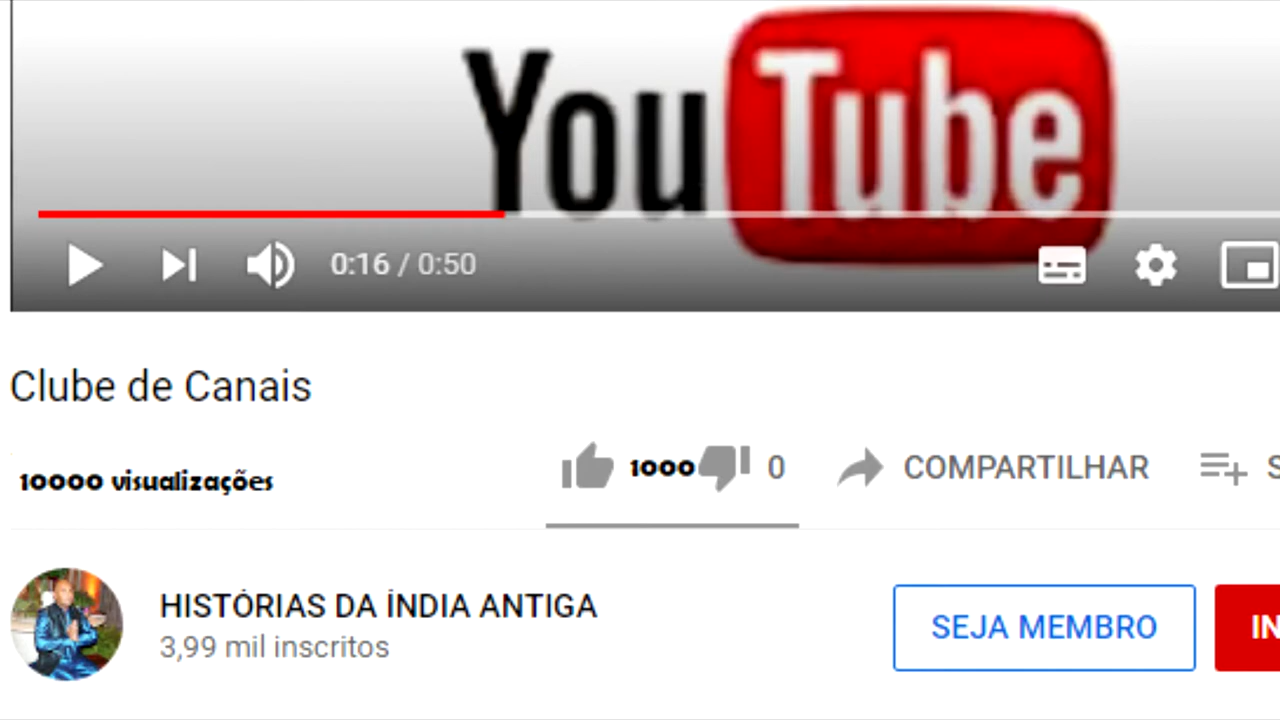 YouTube
0:16 / 0:50
Clube de Canais
10000 visualizações
1000 0 COMPARTILHAR S
HISTÓRIAS DA ÍNDIA ANTIGA
3,99 mil inscritos
SEJA MEMBRO
IN